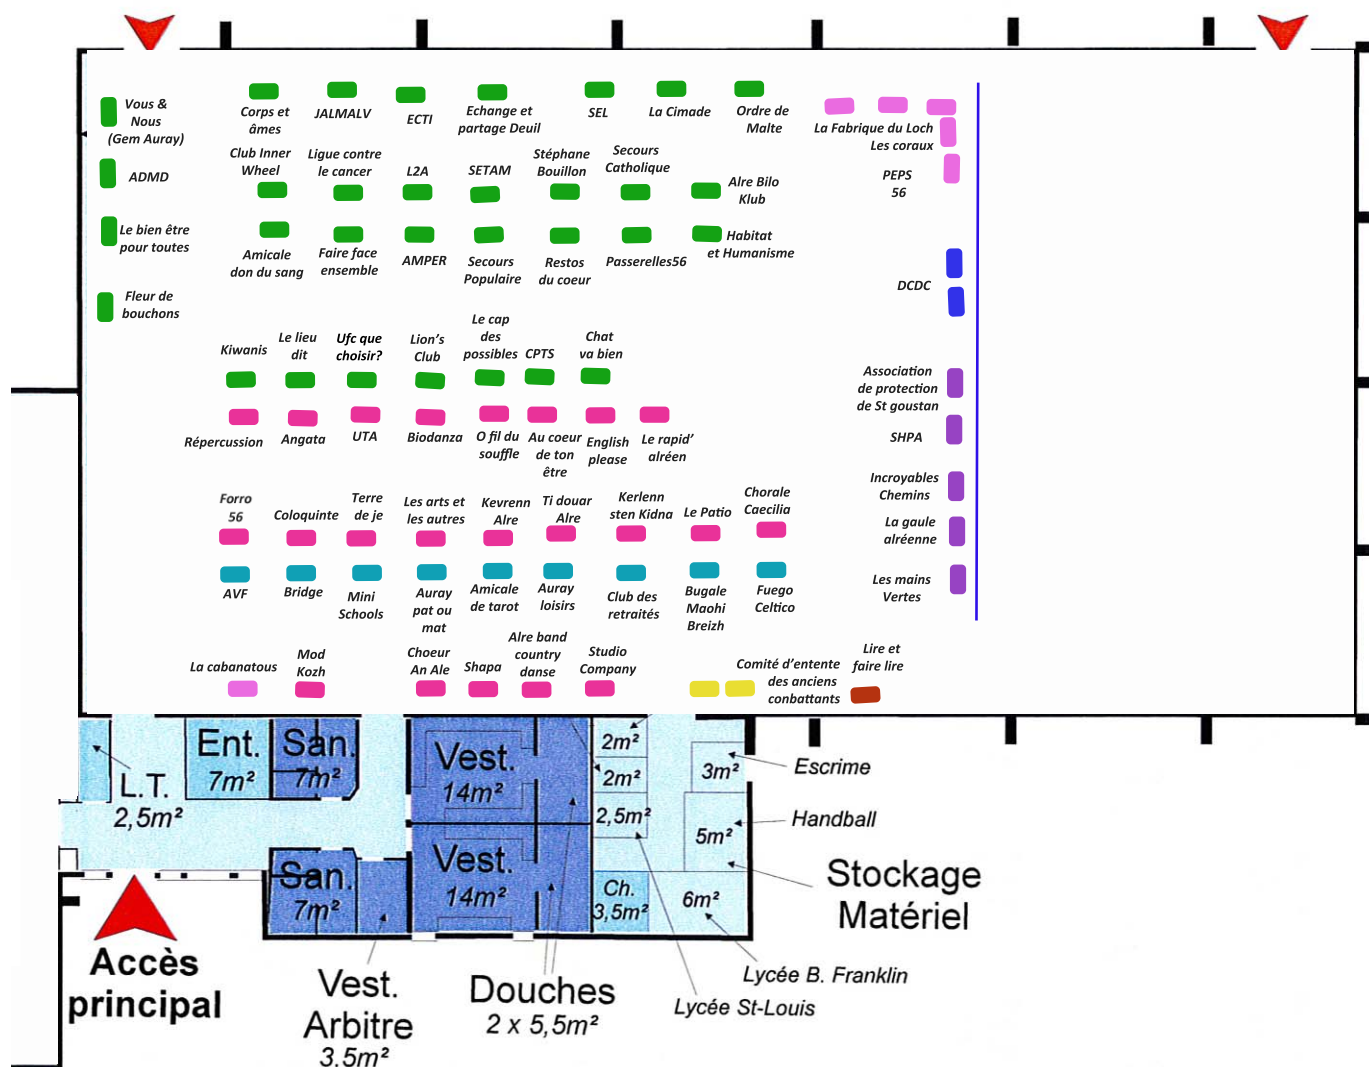 Vous &
Nous
(Gem Auray)
ADMD
Le bien être
pour toutes
Fleur de
bouchons
Corps et
âmes
JALMALV
ECTI
Echange et
partage Deuil
SEL
La Cimade
Ordre de
Malte
La Fabrique du Loch
Les coraux
PEPS
56
Club Inner
Wheel
Ligue contre
le cancer
L2A
SETAM
Stéphane
Bouillon
Secours
Catholique
Alre Bilo
Klub
Amicale
don du sang
Faire face
ensemble
AMPER
Secours
Populaire
Restos
du coeur
Passerelles56
Habitat
et Humanisme
DCDC
Kiwanis
Le lieu
dit
Ufc que
choisir?
Lion's
Club
Le cap
des
possibles
CPTS
Chat
va bien
Répercussion
Angata
UTA
Biodanza
O fil du
souffle
Au coeur
de ton
être
English
please
Le rapid'
alréen
Association
de protection
de St goustan
SHPA
Incroyables
Chemins
La gaule
alréenne
Les mains
Vertes
Forro
56
Coloquinte
Terre
de je
Les arts et
les autres
Kevrenn
Alre
Ti douar
Alre
Kerlenn
sten Kidna
Le Patio
Chorale
Caecilia
AVF
Bridge
Mini
Schools
Auray
pat ou
mat
Amicale
de tarot
Auray
loisirs
Club des
retraités
Bugale
Maohi
Breizh
Fuego
Celtico
La cabanatous
Mod
Kozh
Choeur
An Ale
Shapa
Alre band
country
danse
Studio
Company
Comité d'entente
des anciens
conbattants
Lire et
faire lire
L.T.
2,5m²
Ent.
7m²
San.
7m²
Vest.
14m²
2m²
2m²
2,5m²
3m²
Escrime
5m²
Handball
San.
7m²
Vest.
14m²
Ch.
3,5m²
6m²
Stockage
Matériel
Accès
principal
Vest.
Arbitre
3,5m²
Douches
2 x 5,5m²
Lycée B. Franklin
Lycée St-Louis